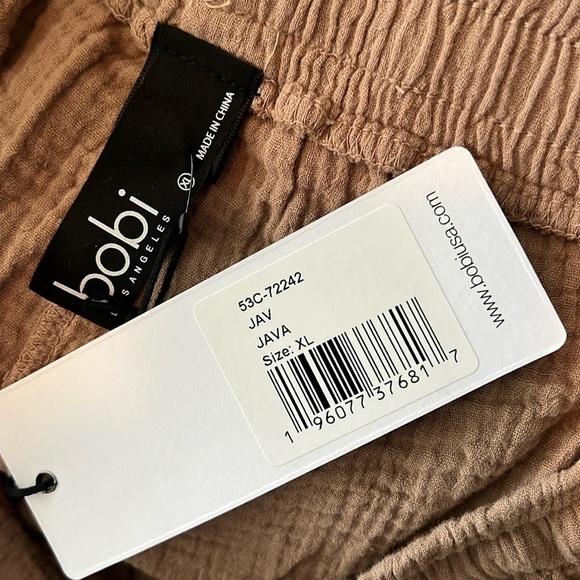 bobi
LOS ANGELES
XL
MADE IN CHINA
53C-72242
JAV
JAVA
Size: XL
1 96077 37681 7
www.bobiusa.com